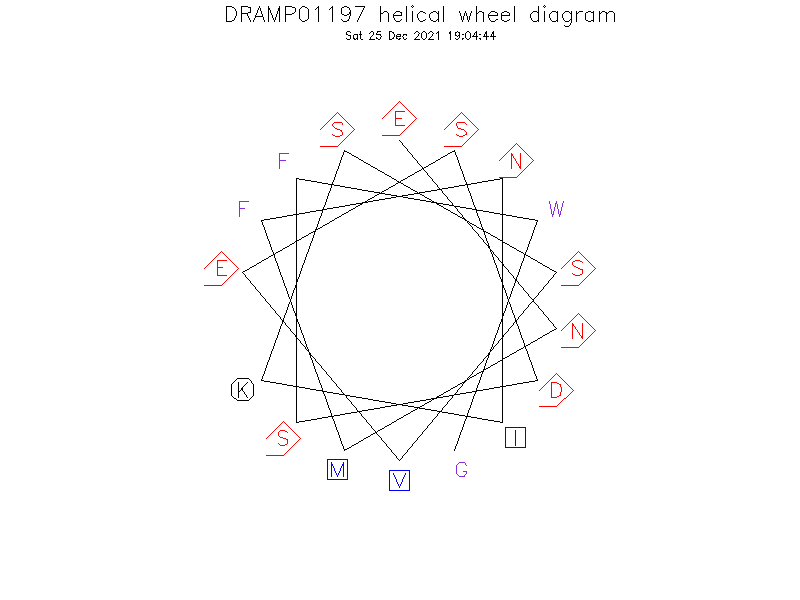 DRAMP01197 helical wheel diagram
Sat 25 Dec 2021 19:04:44
S E S
F N
F W
E S
N
K D
S I
M V G